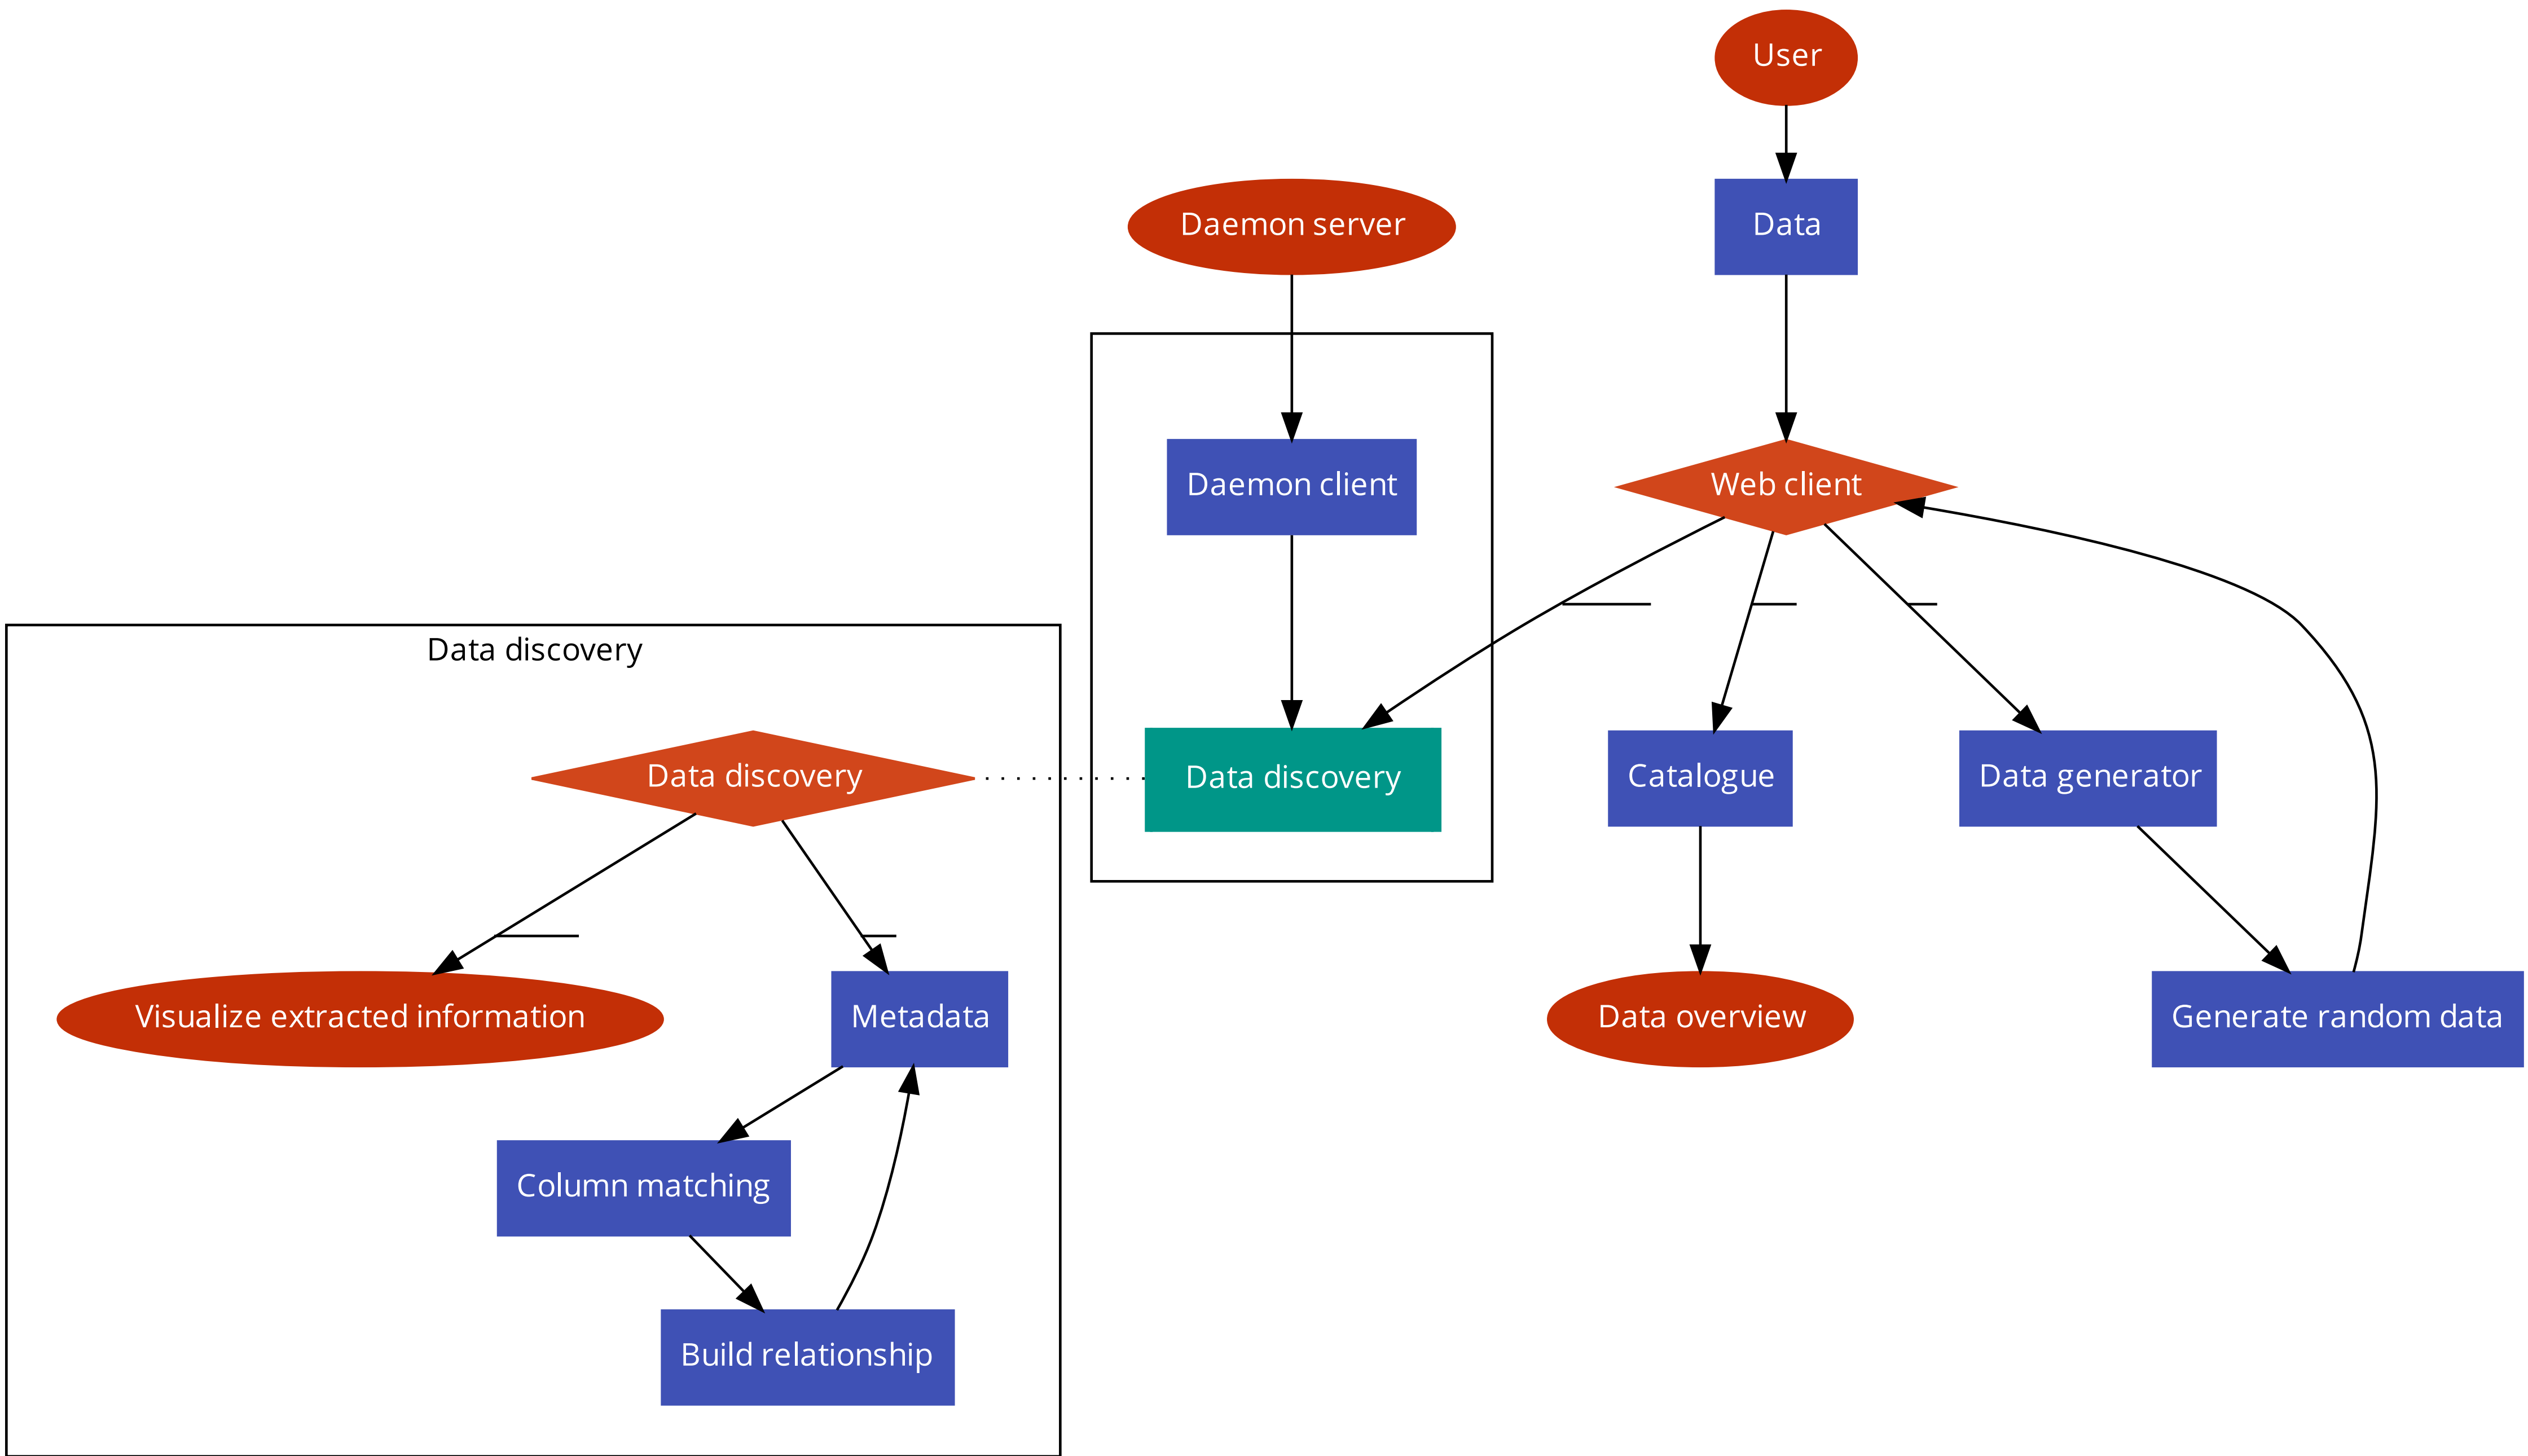 User
Daemon server
Data
Daemon client
Web client
Data discovery
Data discovery
Data discovery
Catalogue
Data generator
Visualize extracted information
Metadata
Data overview
Generate random data
Column matching
Build relationship